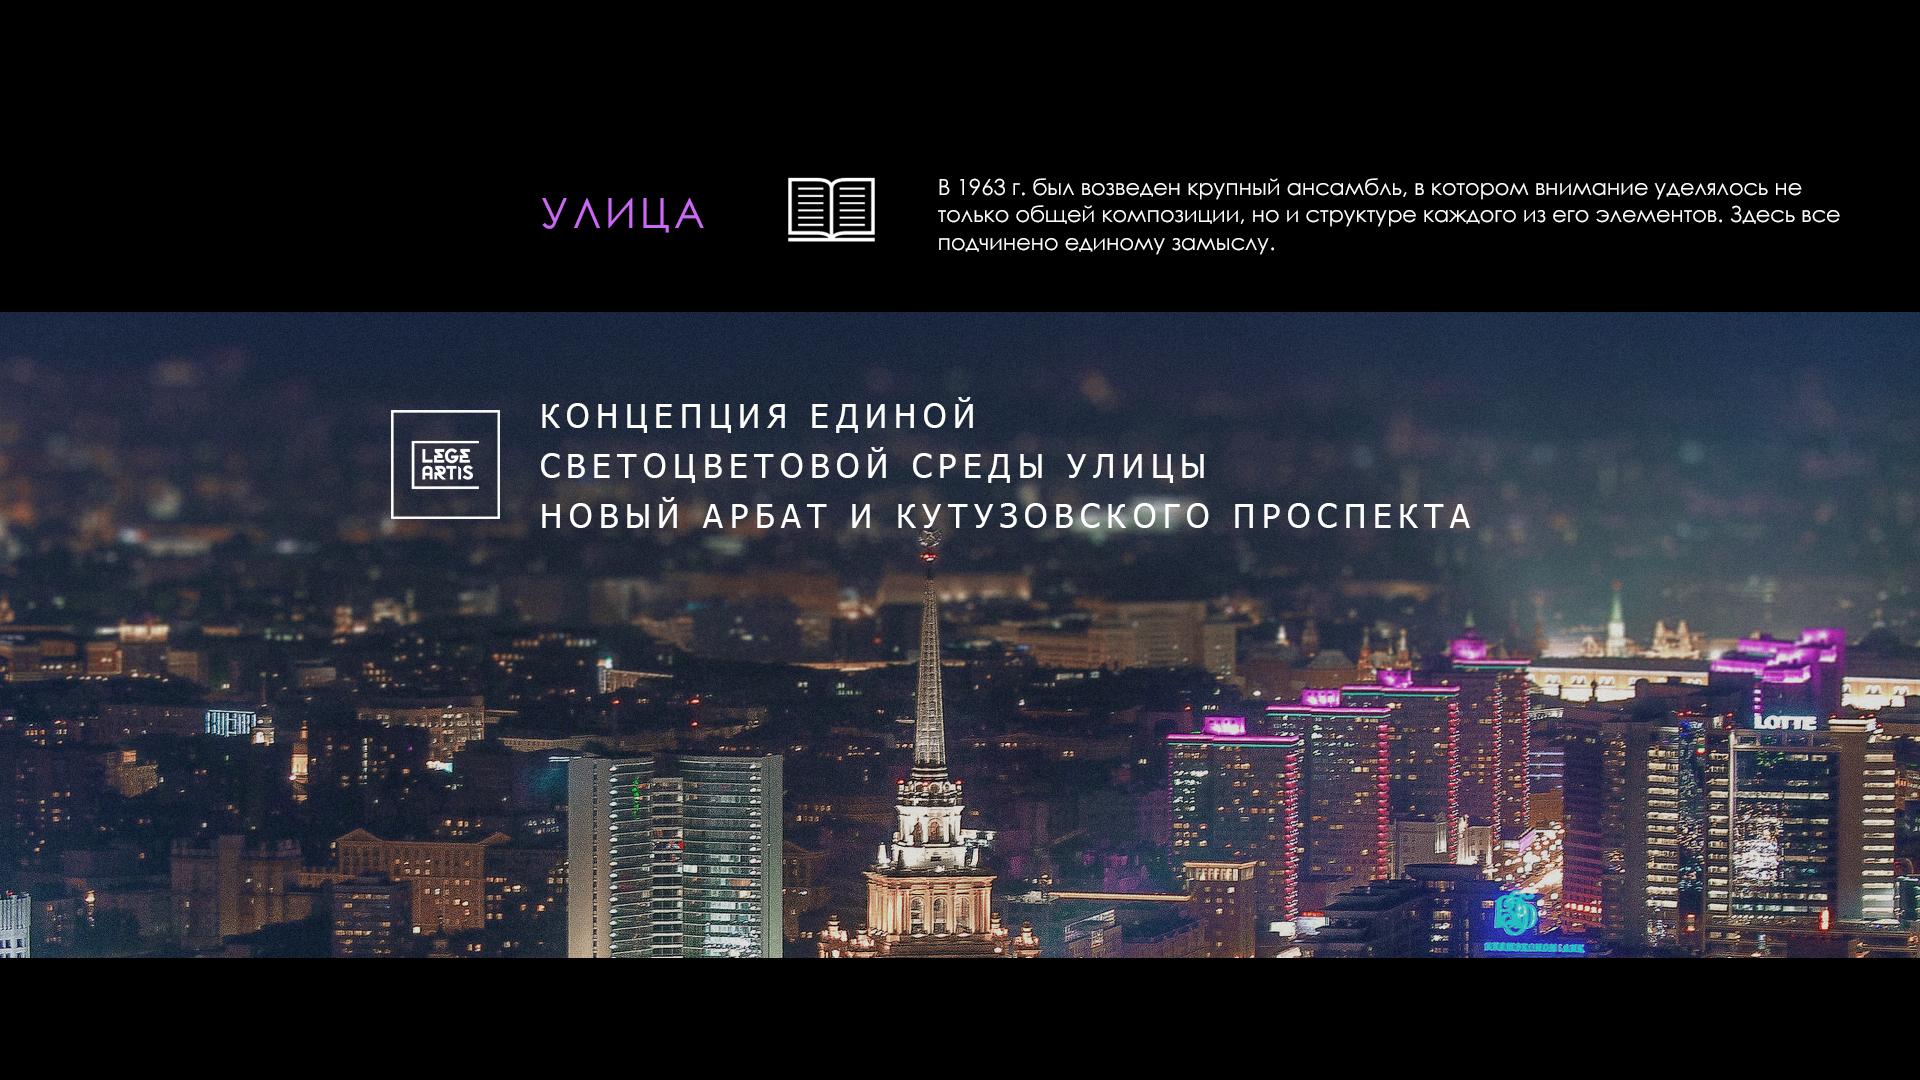 УЛИЦА
В 1963 г. был возведен крупный ансамбль, в котором внимание уделялось не
только общей композиции, но и структуре каждого из его элементов. Здесь все
подчинено единому замыслу.
LEGE
ARTIS
КОНЦЕПЦИЯ ЕДИНОЙ
СВЕТОЦВЕТОВОЙ СРЕДЫ УЛИЦЫ
НОВЫЙ АРБАТ И КУТУЗОВСКОГО ПРОСПЕКТА
LOTTE